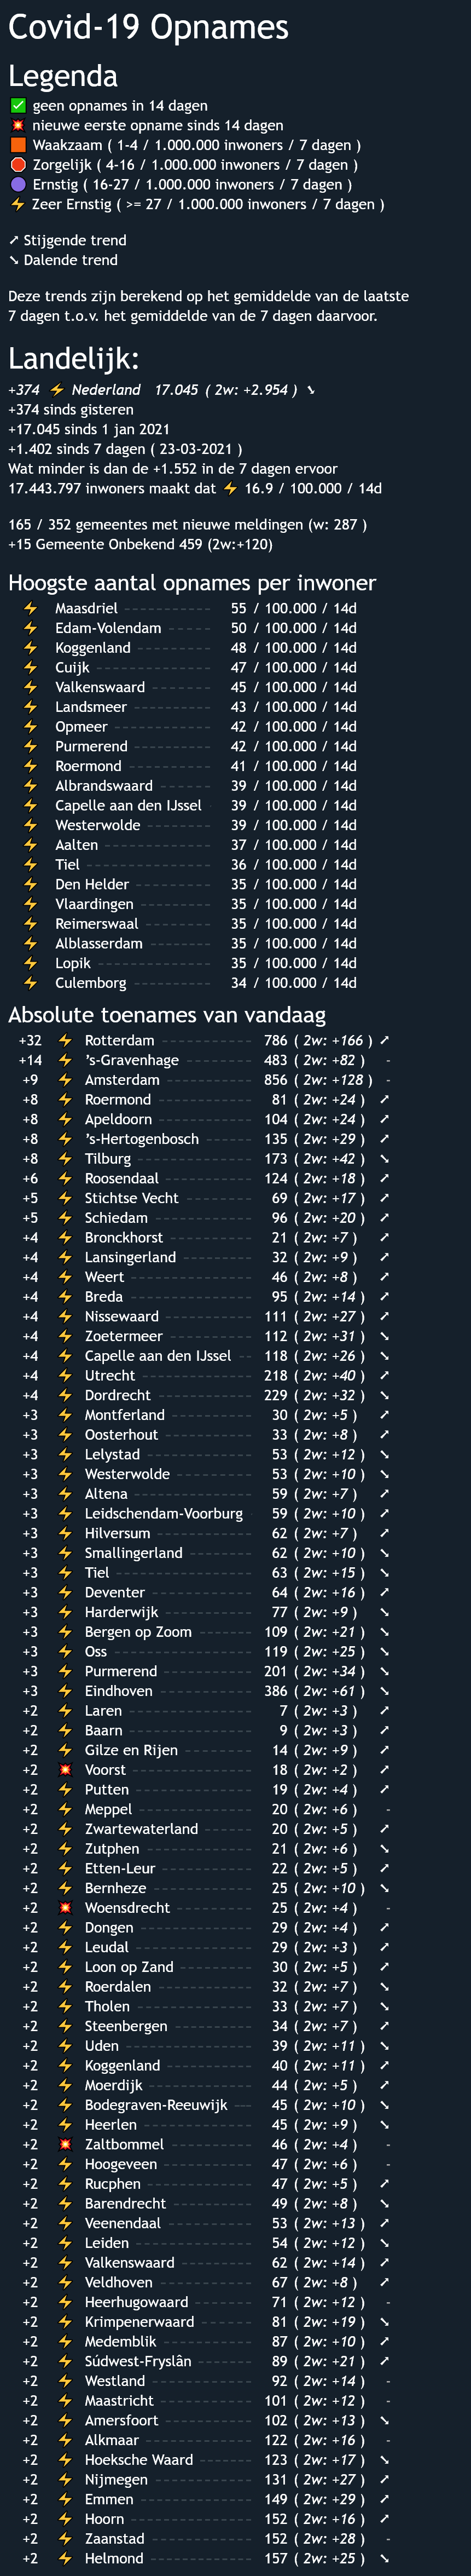 Covid-19 Opnames
Legenda
✅ geen opnames in 14 dagen
💥 nieuwe eerste opname sinds 14 dagen
🟧 Waakzaam ( 1-4 / 1.000.000 inwoners / 7 dagen )
🛑 Zorgelijk ( 4-16 / 1.000.000 inwoners / 7 dagen )
🟣 Ernstig ( 16-27 / 1.000.000 inwoners / 7 dagen )
⚡ Zeer Ernstig ( >= 27 / 1.000.000 inwoners / 7 dagen )
↗ Stijgende trend
↘ Dalende trend
Deze trends zijn berekend op het gemiddelde van de laatste
7 dagen t.o.v. het gemiddelde van de 7 dagen daarvoor.
Landelijk:
+374 ⚡ Nederland 17.045 ( 2w: +2.954 ) ↘
+374 sinds gisteren
+17.045 sinds 1 jan 2021
+1.402 sinds 7 dagen ( 23-03-2021 )
Wat minder is dan de +1.552 in de 7 dagen ervoor
17.443.797 inwoners maakt dat ⚡ 16.9 / 100.000 / 14d
165 / 352 gemeentes met nieuwe meldingen (w: 287 )
+15 Gemeente Onbekend 459 (2w:+120)
Hoogste aantal opnames per inwoner
⚡ Maasdriel 55 / 100.000 / 14d
⚡ Edam-Volendam 50 / 100.000 / 14d
⚡ Koggenland 48 / 100.000 / 14d
⚡ Cuijk 47 / 100.000 / 14d
⚡ Valkenswaard 45 / 100.000 / 14d
⚡ Landsmeer 43 / 100.000 / 14d
⚡ Opmeer 42 / 100.000 / 14d
⚡ Purmerend 42 / 100.000 / 14d
⚡ Roermond 41 / 100.000 / 14d
⚡ Albrandswaard 39 / 100.000 / 14d
⚡ Capelle aan den IJssel 39 / 100.000 / 14d
⚡ Westerwolde 39 / 100.000 / 14d
⚡ Aalten 37 / 100.000 / 14d
⚡ Tiel 36 / 100.000 / 14d
⚡ Den Helder 35 / 100.000 / 14d
⚡ Vlaardingen 35 / 100.000 / 14d
⚡ Reimerswaal 35 / 100.000 / 14d
⚡ Alblasserdam 35 / 100.000 / 14d
⚡ Lopik 35 / 100.000 / 14d
⚡ Culemborg 34 / 100.000 / 14d
Absolute toenames van vandaag
+32 ⚡ Rotterdam 786 ( 2w: +166 ) ↗
+14 ⚡ 's-Gravenhage 483 ( 2w: +82 ) -
+9 ⚡ Amsterdam 856 ( 2w: +128 ) -
+8 ⚡ Roermond 81 ( 2w: +24 ) ↗
+8 ⚡ Apeldoorn 104 ( 2w: +24 ) ↗
+8 ⚡ 's-Hertogenbosch 135 ( 2w: +29 ) ↗
+8 ⚡ Tilburg 173 ( 2w: +42 ) ↘
+6 ⚡ Roosendaal 124 ( 2w: +18 ) ↗
+5 ⚡ Stichtse Vecht 69 ( 2w: +17 ) ↗
+5 ⚡ Schiedam 96 ( 2w: +20 ) ↗
+4 ⚡ Bronckhorst 21 ( 2w: +7 ) ↗
+4 ⚡ Lansingerland 32 ( 2w: +9 ) ↗
+4 ⚡ Weert 46 ( 2w: +8 ) ↗
+4 ⚡ Breda 95 ( 2w: +14 ) ↗
+4 ⚡ Nissewaard 111 ( 2w: +27 ) ↗
+4 ⚡ Zoetermeer 112 ( 2w: +31 ) ↘
+4 ⚡ Capelle aan den IJssel 118 ( 2w: +26 ) ↘
+4 ⚡ Utrecht 218 ( 2w: +40 ) ↗
+4 ⚡ Dordrecht 229 ( 2w: +32 ) ↘
+3 ⚡ Montferland 30 ( 2w: +5 ) ↗
+3 ⚡ Oosterhout 33 ( 2w: +8 ) ↗
+3 ⚡ Lelystad 53 ( 2w: +12 ) ↘
+3 ⚡ Westerwolde 53 ( 2w: +10 ) ↘
+3 ⚡ Altena 59 ( 2w: +7 ) ↗
+3 ⚡ Leidschendam-Voorburg 59 ( 2w: +10 ) ↗
+3 ⚡ Hilversum 62 ( 2w: +7 ) ↗
+3 ⚡ Smallingerland 62 ( 2w: +10 ) ↘
+3 ⚡ Tiel 63 ( 2w: +15 ) ↘
+3 ⚡ Deventer 64 ( 2w: +16 ) ↗
+3 ⚡ Harderwijk 77 ( 2w: +9 ) ↘
+3 ⚡ Bergen op Zoom 109 ( 2w: +21 ) ↘
+3 ⚡ Oss 119 ( 2w: +25 ) ↘
+3 ⚡ Purmerend 201 ( 2w: +34 ) ↘
+3 ⚡ Eindhoven 386 ( 2w: +61 ) ↘
+2 ⚡ Laren 7 ( 2w: +3 ) ↗
+2 ⚡ Baarn 9 ( 2w: +3 ) ↗
+2 ⚡ Gilze en Rijen 14 ( 2w: +9 ) ↗
+2 💥 Voorst 18 ( 2w: +2 ) ↗
+2 ⚡ Putten 19 ( 2w: +4 ) ↗
+2 ⚡ Meppel 20 ( 2w: +6 ) -
+2 ⚡ Zwartewaterland 20 ( 2w: +5 ) ↗
+2 ⚡ Zutphen 21 ( 2w: +6 ) ↘
+2 ⚡ Etten-Leur 22 ( 2w: +5 ) ↗
+2 ⚡ Bernheze 25 ( 2w: +10 ) ↘
+2 💥 Woensdrecht 25 ( 2w: +4 ) -
+2 ⚡ Dongen 29 ( 2w: +4 ) ↗
+2 ⚡ Leudal 29 ( 2w: +3 ) ↗
+2 ⚡ Loon op Zand 30 ( 2w: +5 ) ↗
+2 ⚡ Roerdalen 32 ( 2w: +7 ) ↘
+2 ⚡ Tholen 33 ( 2w: +7 ) ↘
+2 ⚡ Steenbergen 34 ( 2w: +7 ) ↗
+2 ⚡ Uden 39 ( 2w: +11 ) ↘
+2 ⚡ Koggenland 40 ( 2w: +11 ) ↗
+2 ⚡ Moerdijk 44 ( 2w: +5 ) ↗
+2 ⚡ Bodegraven-Reeuwijk 45 ( 2w: +10 ) ↘
+2 ⚡ Heerlen 45 ( 2w: +9 ) ↘
+2 💥 Zaltbommel 46 ( 2w: +4 ) -
+2 ⚡ Hoogeveen 47 ( 2w: +6 ) -
+2 ⚡ Rucphen 47 ( 2w: +5 ) ↗
+2 ⚡ Barendrecht 49 ( 2w: +8 ) ↘
+2 ⚡ Veenendaal 53 ( 2w: +13 ) ↗
+2 ⚡ Leiden 54 ( 2w: +12 ) ↘
+2 ⚡ Valkenswaard 62 ( 2w: +14 ) ↗
+2 ⚡ Veldhoven 67 ( 2w: +8 ) ↗
+2 ⚡ Heerhugowaard 71 ( 2w: +12 ) -
+2 ⚡ Krimpenerwaard 81 ( 2w: +19 ) ↘
+2 ⚡ Medemblik 87 ( 2w: +10 ) ↗
+2 ⚡ Súdwest-Fryslân 89 ( 2w: +21 ) ↗
+2 ⚡ Westland 92 ( 2w: +14 ) -
+2 ⚡ Maastricht 101 ( 2w: +12 ) -
+2 ⚡ Amersfoort 102 ( 2w: +13 ) ↘
+2 ⚡ Alkmaar 122 ( 2w: +16 ) -
+2 ⚡ Hoeksche Waard 123 ( 2w: +17 ) ↘
+2 ⚡ Nijmegen 131 ( 2w: +27 ) ↗
+2 ⚡ Emmen 149 ( 2w: +29 ) ↗
+2 ⚡ Hoorn 152 ( 2w: +16 ) ↗
+2 ⚡ Zaanstad 152 ( 2w: +28 ) -
+2 ⚡ Helmond 157 ( 2w: +25 ) ↘